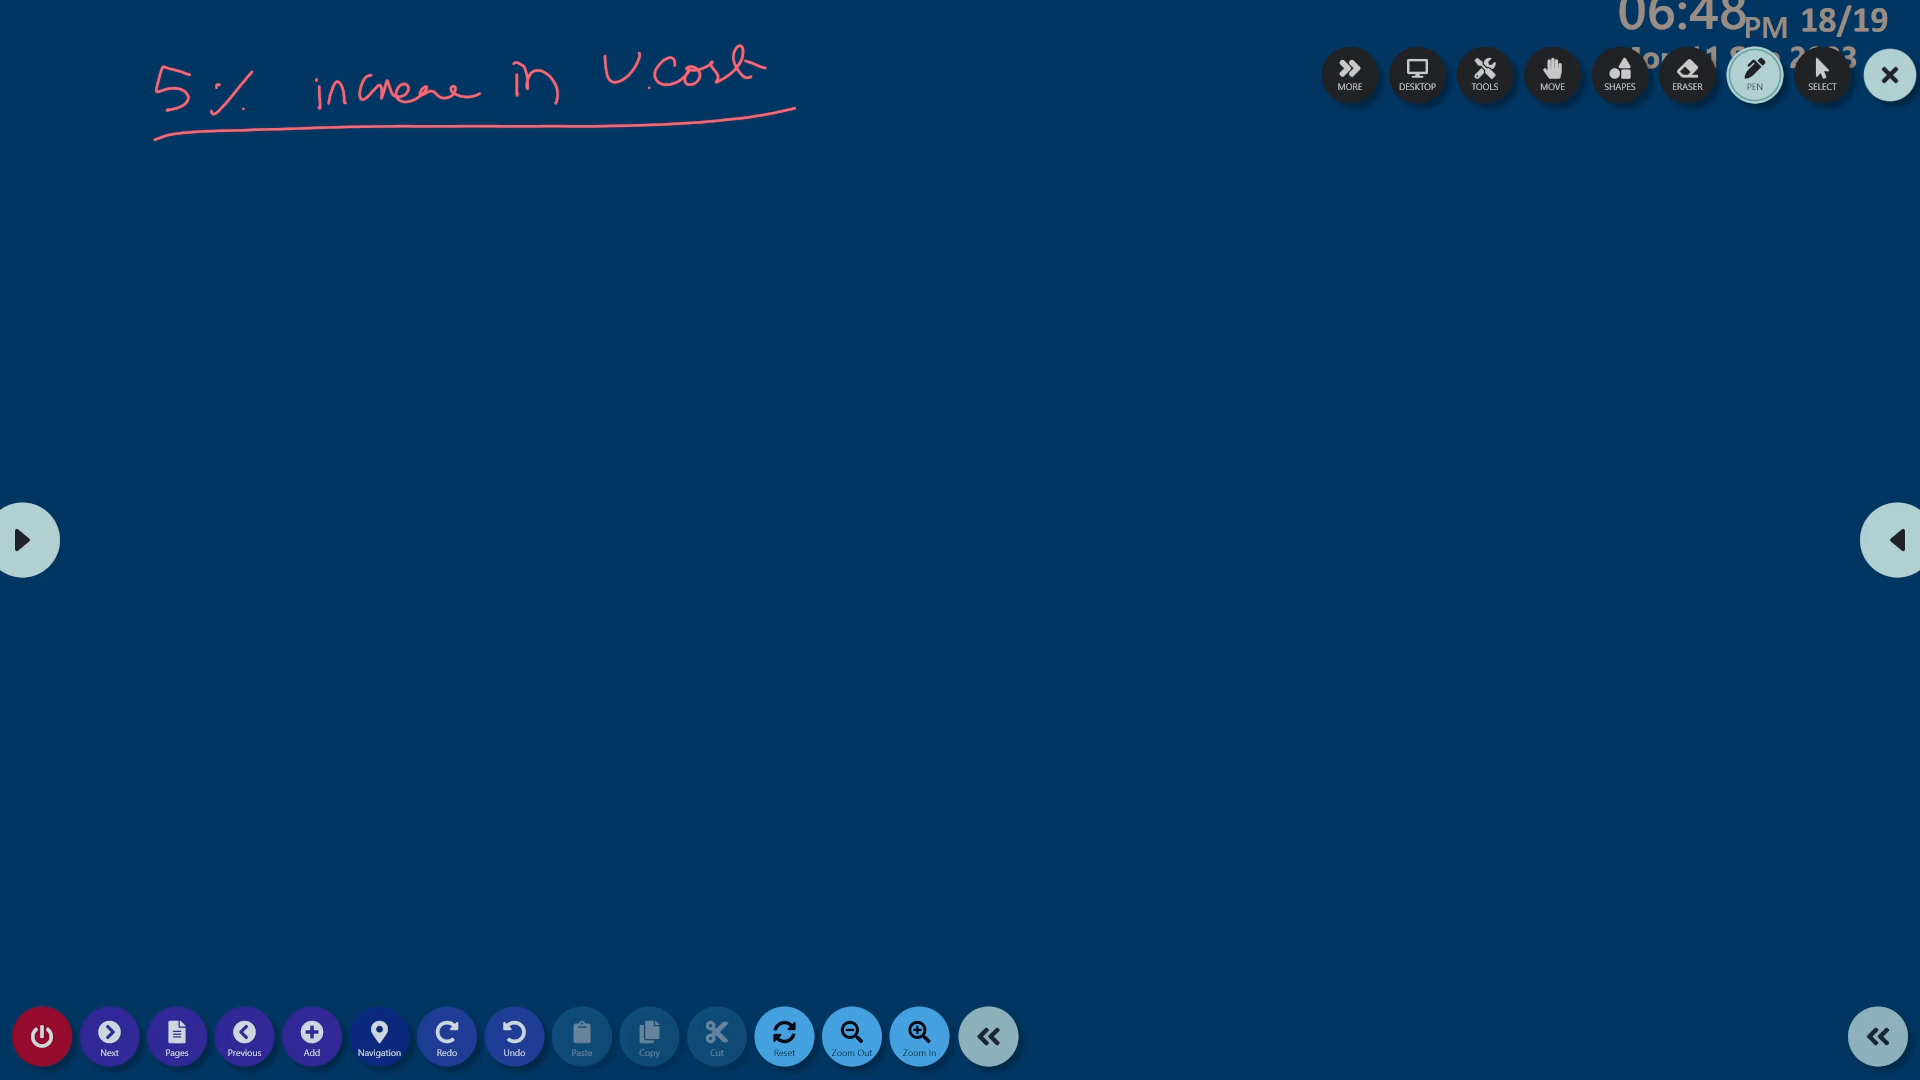 06:48 PM 18/19
5% increase in V.cost
MORE DESKTOP TOOLS MOVE SHAPES ERASER PEN SELECT
Next Pages Previous Add Navigation Redo Undo Paste Copy Cut Reset Zoom Out Zoom In